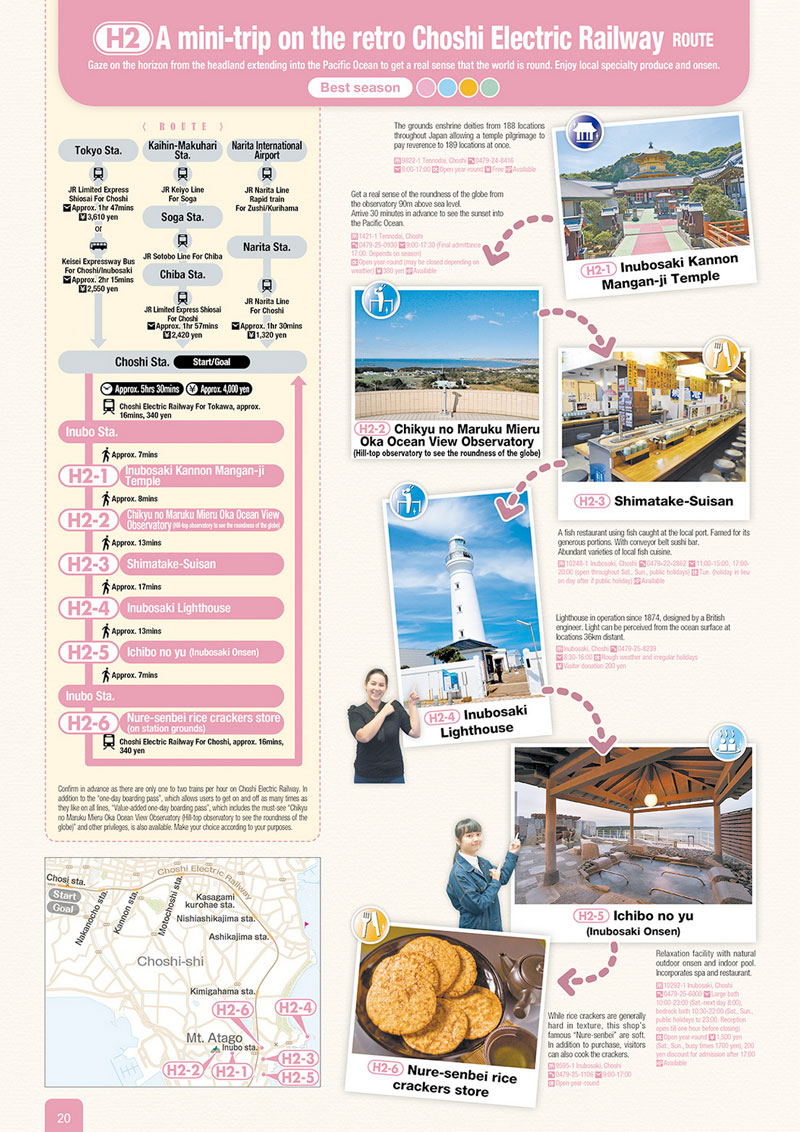 H2 A mini-trip on the retro Choshi Electric Railway ROUTE
Gaze on the horizon from the headland extending into the Pacific Ocean to get a real sense that the world is round. Enjoy local specialty produce and onsen.
Best season
〈 ROUTE 〉
Tokyo Sta.
JR Limited Express
Shiosai For Choshi
Approx. 1hr 47mins
¥3,610 yen
or
Keisei Expressway Bus
For Choshi/Inubosaki
Approx. 2hr 15mins
¥2,550 yen
Kaihin-Makuhari
Sta.
JR Keiyo Line
For Soga
Soga Sta.
JR Sotobo Line For Chiba
Chiba Sta.
JR Limited Express Shiosai
For Choshi
Approx. 1hr 57mins
¥2,420 yen
Narita International
Airport
JR Narita Line
Rapid train
For Zushi/Kurihama
Narita Sta.
JR Narita Line
For Choshi
Approx. 1hr 30mins
¥1,320 yen
Choshi Sta. Start/Goal
Approx. 5hrs 30mins ¥ Approx. 4,000 yen
Choshi Electric Railway For Tokawa, approx.
16mins, 340 yen
Inubo Sta.
Approx. 7mins
H2-1 Inubosaki Kannon Mangan-ji
Temple
Approx. 8mins
H2-2 Chikyu no Maruku Mieru Oka Ocean View
Observatory (Hill-top observatory to see the roundness of the globe)
Approx. 13mins
H2-3 Shimatake-Suisan
Approx. 17mins
H2-4 Inubosaki Lighthouse
Approx. 13mins
H2-5 Ichibo no yu (Inubosaki Onsen)
Approx. 7mins
Inubo Sta.
H2-6 Nure-senbei rice crackers store
(on station grounds)
Choshi Electric Railway For Choshi, approx. 16mins,
340 yen
Confirm in advance as there are only one to two trains per hour on Choshi Electric Railway. In
addition to the "one-day boarding pass", which allows users to get on and off as many times as
they like on all lines, "Value-added one-day boarding pass", which includes the must-see "Chikyu
no Maruku Mieru Oka Ocean View Observatory (Hill-top observatory to see the roundness of the
globe)" and other privileges, is also available. Make your choice according to your purposes.
The grounds enshrine deities from 188 locations
throughout Japan allowing a temple pilgrimage to
pay reverence to 189 locations at once.
9822-1 Tennodai, Choshi 0479-24-8416
8:00-17:00 Open year-round ¥ Free Available
H2-1 Inubosaki Kannon
Mangan-ji Temple
Get a real sense of the roundness of the globe from
the observatory 90m above sea level.
Arrive 30 minutes in advance to see the sunset into
the Pacific Ocean.
1421-1 Tennodai, Choshi
0479-25-0930 9:00-17:30 (Final admittance
17:00. Depends on season)
Open year-round (may be closed depending on
weather) ¥ 380 yen Available
H2-2 Chikyu no Maruku Mieru
Oka Ocean View Observatory
(Hill-top observatory to see the roundness of the globe)
H2-3 Shimatake-Suisan
A fish restaurant using fish caught at the local port. Famed for its
generous portions. With conveyor belt sushi bar.
Abundant varieties of local fish cuisine.
10248-1 Inubosaki, Choshi 0479-22-2862 11:00-15:00, 17:00-
20:00 (open throughout Sat., Sun., public holidays) Tue. (holiday in lieu
on day after if public holiday) Available
Lighthouse in operation since 1874, designed by a British
engineer. Light can be perceived from the ocean surface at
locations 36km distant.
Inubosaki, Choshi 0479-25-8239
8:30-16:00 Rough weather and irregular holidays
¥ Visitor donation 200 yen
H2-4 Inubosaki
Lighthouse
H2-5 Ichibo no yu
(Inubosaki Onsen)
Relaxation facility with natural
outdoor onsen and indoor pool.
Incorporates spa and restaurant.
10292-1 Inubosaki, Choshi
0479-25-6000 Large bath
10:00-23:00 (Sat.-next day 8:00),
bedrock bath 10:30-22:00 (Sat., Sun.,
public holidays to 23:00. Reception
open till one hour before closing)
Open year-round ¥ 1,500 yen
(Sat., Sun., busy times 1700 yen), 200
yen discount for admission after 17:00
Available
While rice crackers are generally
hard in texture, this shop's
famous "Nure-senbei" are soft.
In addition to purchase, visitors
can also cook the crackers.
9595-1 Inubosaki, Choshi
0479-25-1106 9:00-17:00
Open year-round
H2-6 Nure-senbei rice
crackers store
Chosi sta.
Start
Goal
Nakanocho sta.
Kannon sta.
Motochoshi sta.
Choshi Electric Railway
Kasagami
kurohae sta.
Nishiashikajima sta.
Ashikajima sta.
Choshi-shi
Kimigahama sta.
H2-6
H2-4
Mt. Atago
Inubo sta.
H2-3
H2-2
H2-1
H2-5
20